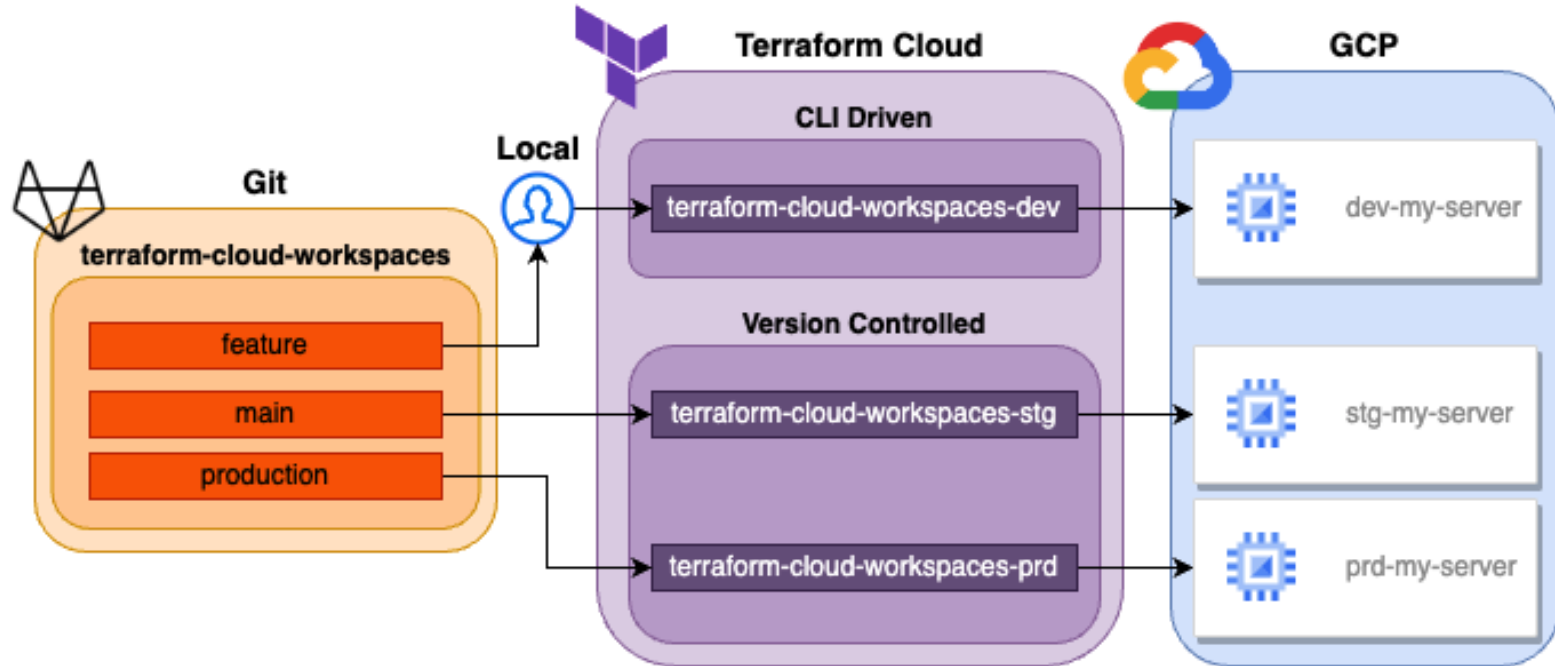 Git
terraform-cloud-workspaces
feature
main
production
Local
Terraform Cloud
CLI Driven
terraform-cloud-workspaces-dev
Version Controlled
terraform-cloud-workspaces-stg
terraform-cloud-workspaces-prd
GCP
dev-my-server
stg-my-server
prd-my-server